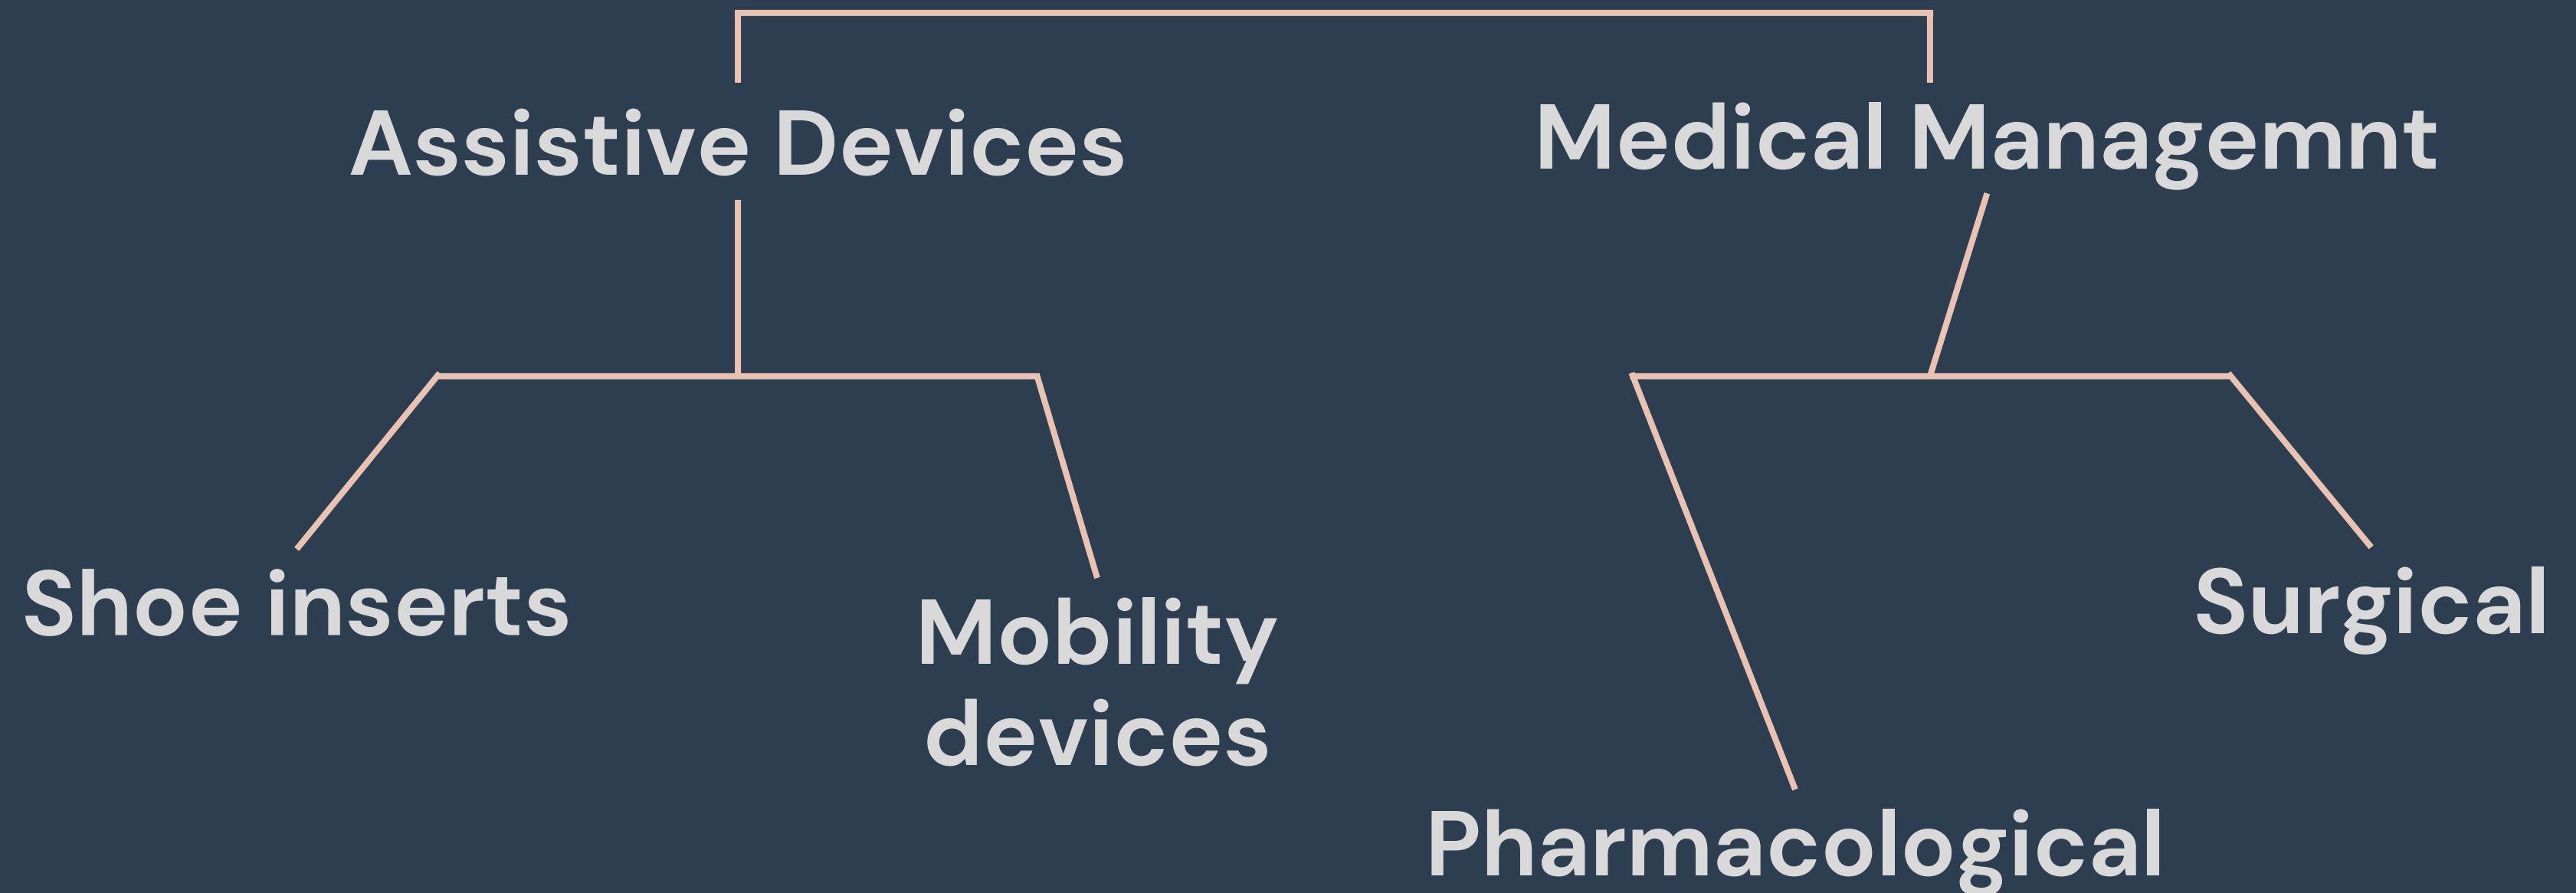 Assistive Devices
Medical Managemnt
Shoe inserts
Mobility
devices
Pharmacological
Surgical